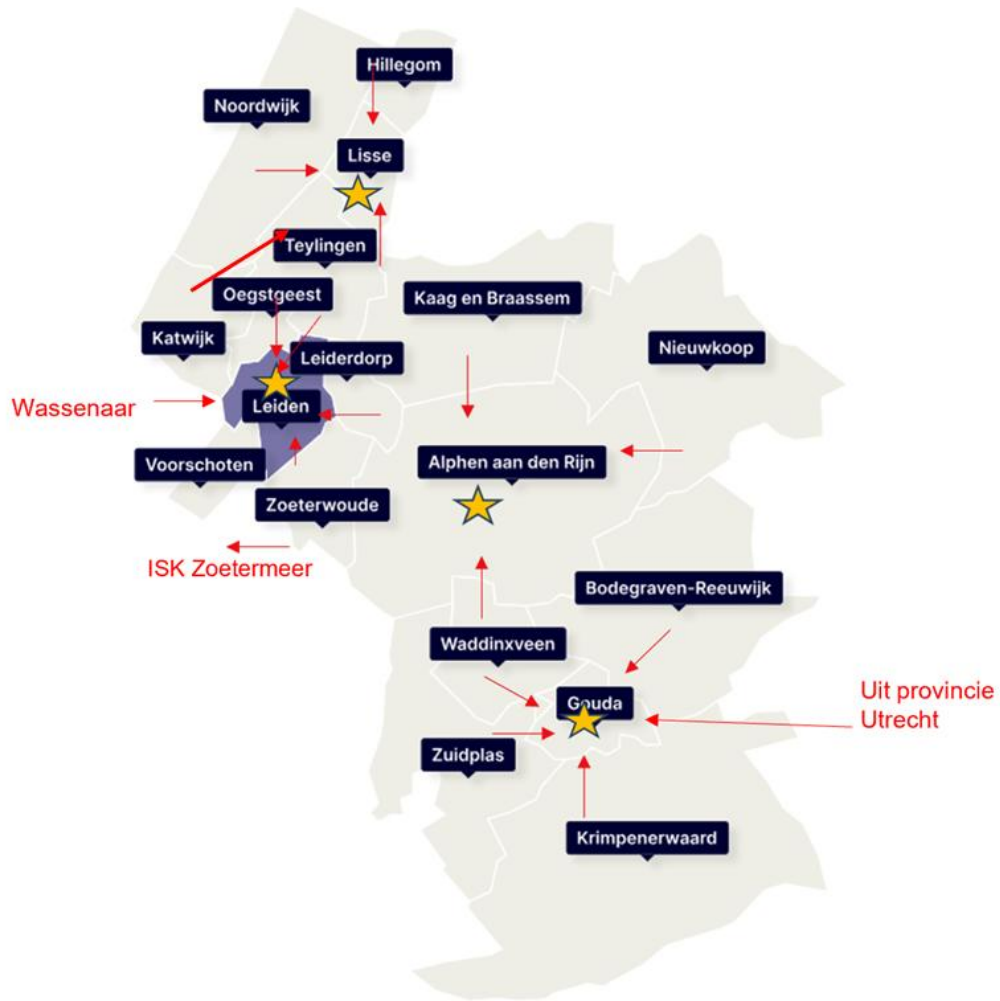 Hillegom
Noordwijk
Lisse
Teylingen
Oegstgeest
Kaag en Braassem
Katwijk
Leiderdorp
Nieuwkoop
Wassenaar
Leiden
Voorschoten
Alphen aan den Rijn
Zoeterwoude
ISK Zoetermeer
Bodegraven-Reeuwijk
Waddinxveen
Gouda
Uit provincie
Utrecht
Zuidplas
Krimpenerwaard